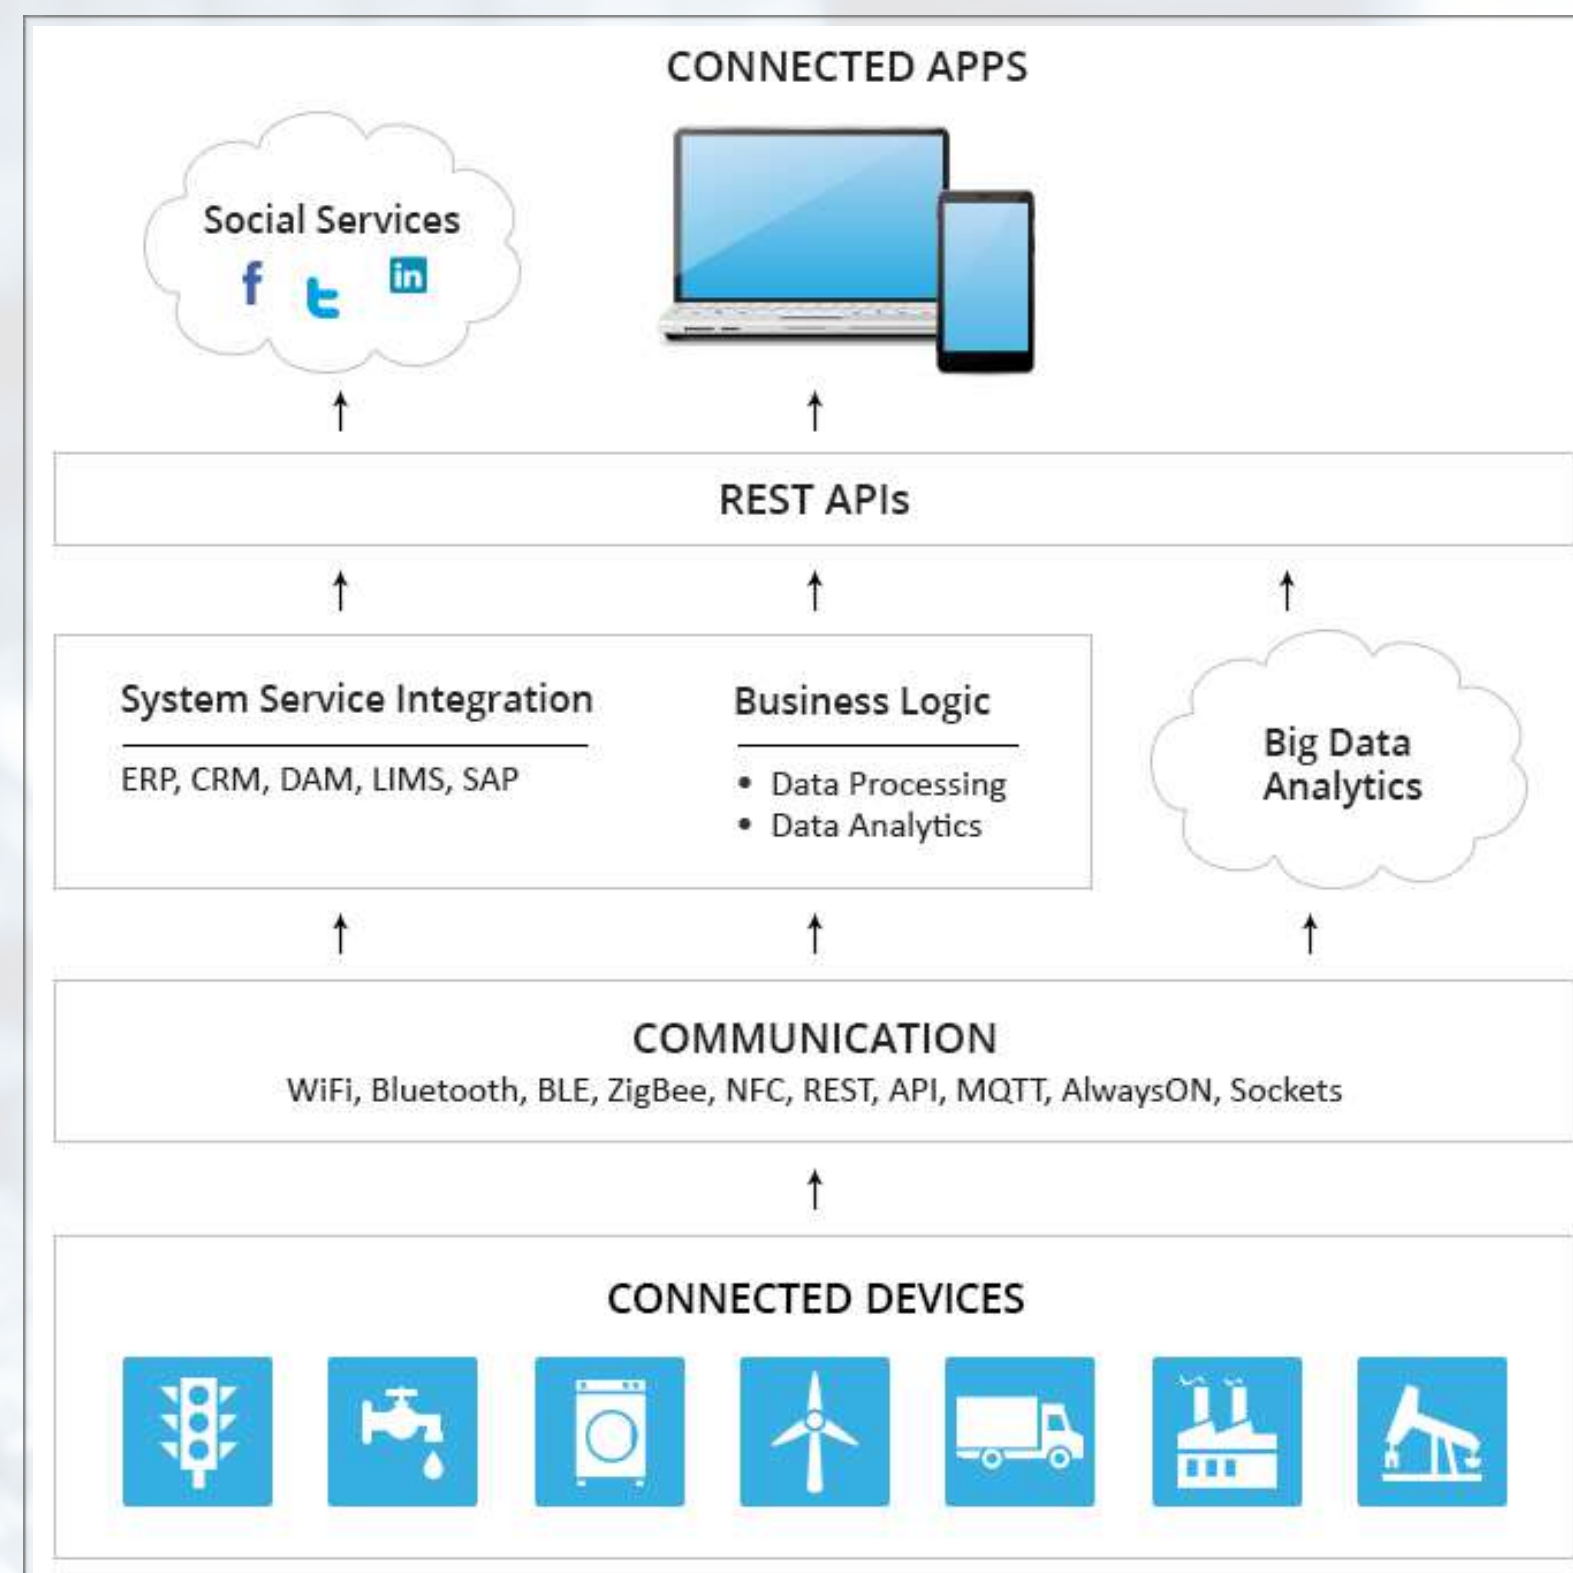 CONNECTED APPS
Social Services
f
t
in
REST APIs
System Service Integration
ERP, CRM, DAM, LIMS, SAP
Business Logic
• Data Processing
• Data Analytics
Big Data
Analytics
COMMUNICATION
WiFi, Bluetooth, BLE, ZigBee, NFC, REST, API, MQTT, AlwaysON, Sockets
CONNECTED DEVICES